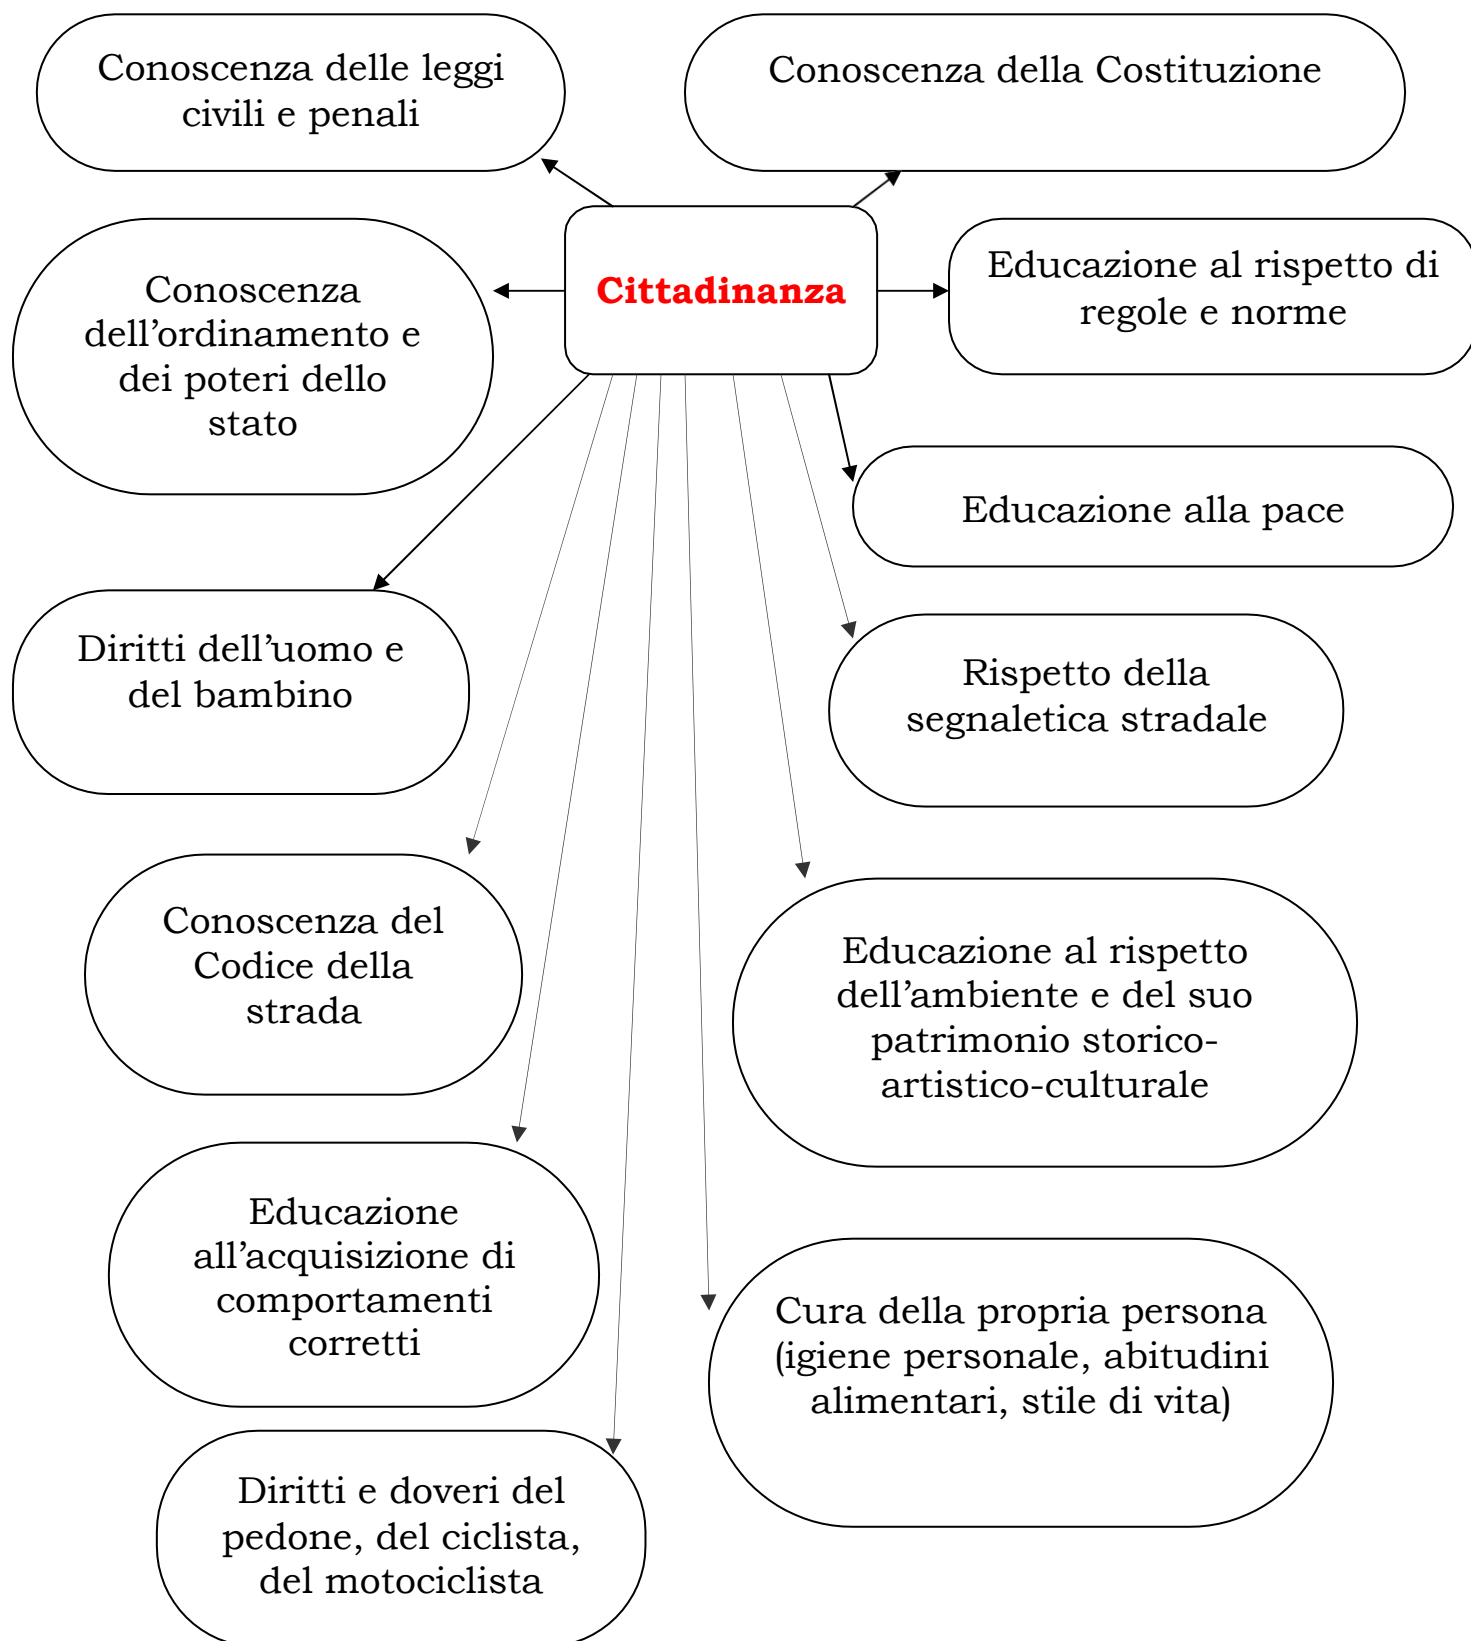 Conoscenza delle leggi
civili e penali
Conoscenza della Costituzione
Cittadinanza
Conoscenza
dell’ordinamento e
dei poteri dello
stato
Educazione al rispetto di
regole e norme
Educazione alla pace
Diritti dell’uomo e
del bambino
Rispetto della
segnaletica stradale
Conoscenza del
Codice della
strada
Educazione al rispetto
dell’ambiente e del suo
patrimonio storico-
artistico-culturale
Educazione
all’acquisizione di
comportamenti
corretti
Cura della propria persona
(igiene personale, abitudini
alimentari, stile di vita)
Diritti e doveri del
pedone, del ciclista,
del motociclista